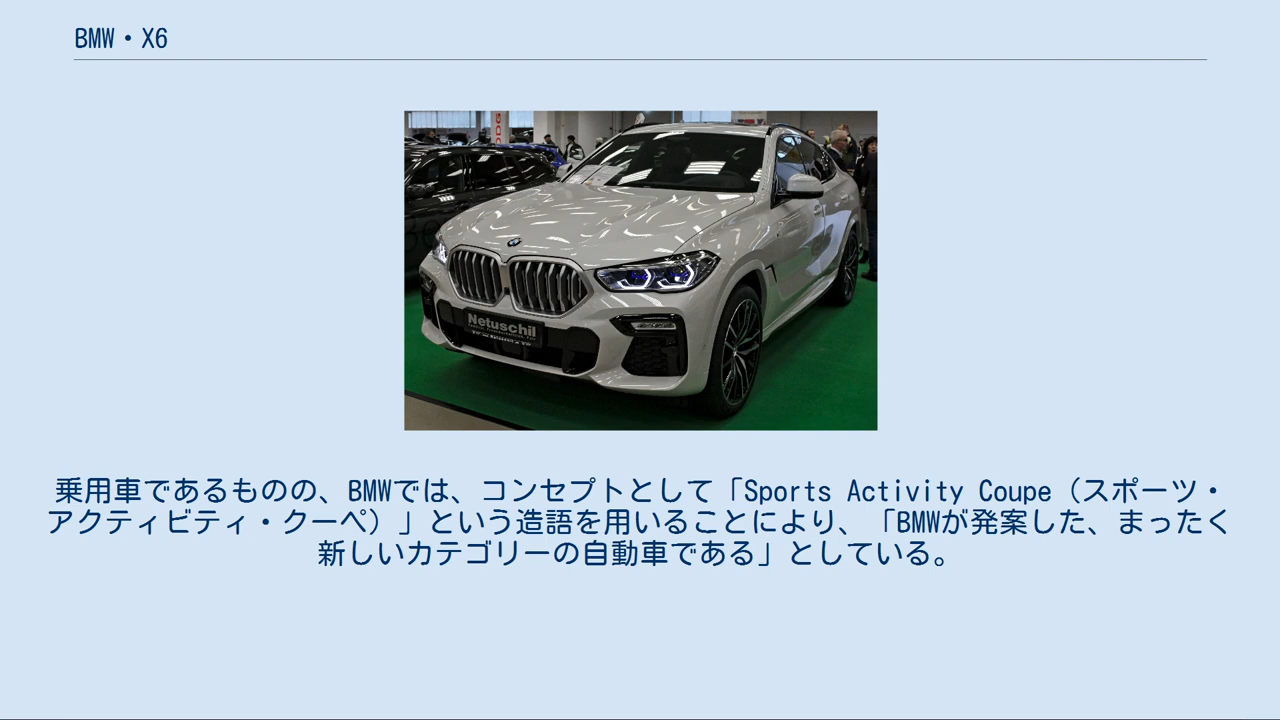 BMW・X6
Netuschil
乗用車であるものの、BMWでは、コンセプトとして「Sports Activity Coupe（スポーツ・
アクティビティ・クーペ）」という造語を用いることにより、「BMWが発案した、まったく
新しいカテゴリーの自動車である」としている。